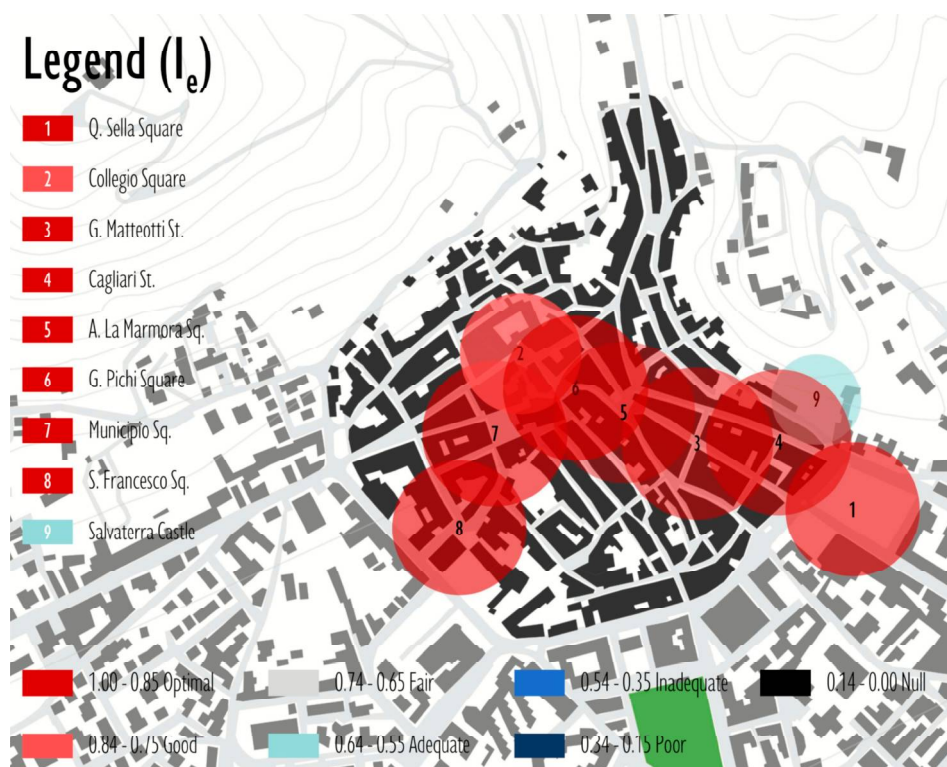 Legend (Ie)
1 Q. Sella Square
2 Collegio Square
3 G. Matteotti St.
4 Cagliari St.
5 A. La Marmora Sq.
6 G. Pichi Square
7 Municipio Sq.
8 S. Francesco Sq.
9 Salvaterra Castle
2
6
5
9
7
3
4
8
1
1.00 - 0.85 Optimal
0.74 - 0.65 Fair
0.54 - 0.35 Inadequate
0.14 - 0.00 Null
0.84 - 0.75 Good
0.64 - 0.55 Adequate
0.34 - 0.15 Poor